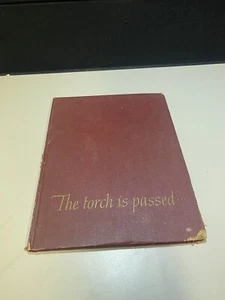 The torch is passed